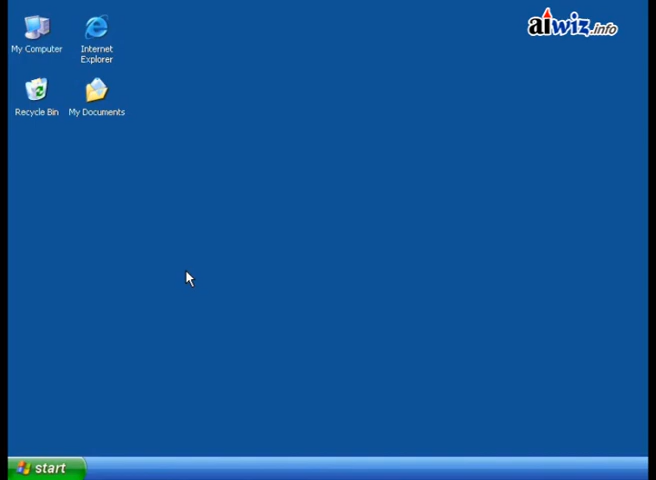 My Computer
Internet
Explorer
Recycle Bin
My Documents
aiwiz.info
start